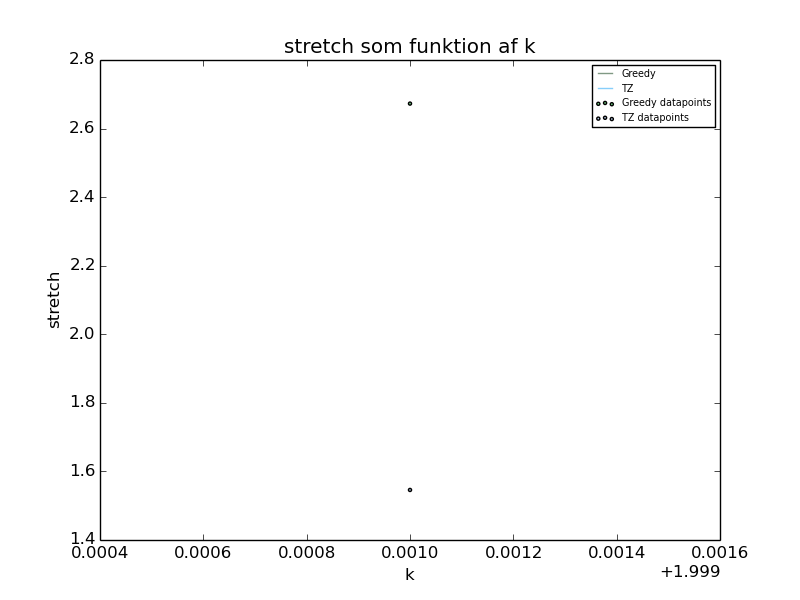 stretch som funktion af k
2.8
2.6
2.4
2.2
2.0
1.8
1.6
1.4
stretch
Greedy
TZ
Greedy datapoints
TZ datapoints
0.0004 0.0006 0.0008 0.0010 0.0012 0.0014 0.0016
k
+1.999